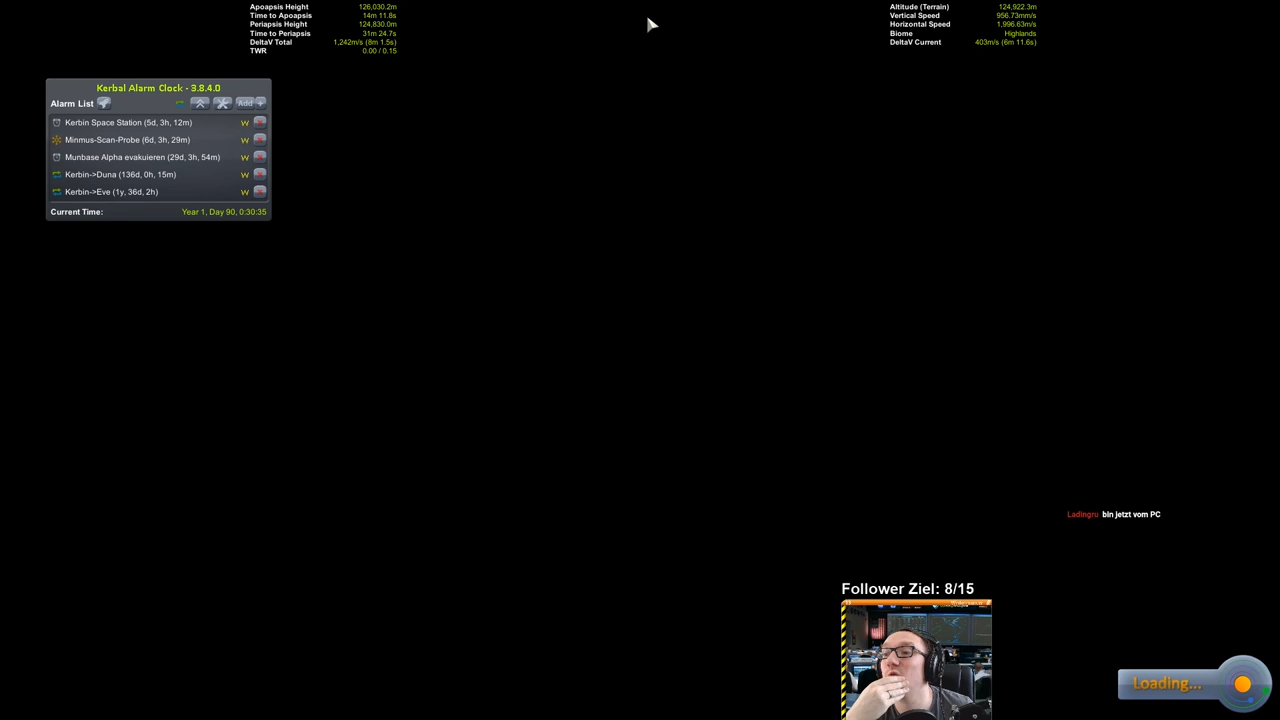 Apoapsis Height 126,030.2m
Time to Apoapsis 14m 11.8s
Periapsis Height 124,830.0m
Time to Periapsis 31m 24.7s
DeltaV Total 1,242m/s (8m 1.5s)
TWR 0.00 / 0.15
Altitude (Terrain) 124,922.3m
Vertical Speed 956.73mm/s
Horizontal Speed 1,996.63m/s
Biome Highlands
DeltaV Current 403m/s (6m 11.6s)
Kerbal Alarm Clock - 3.8.4.0
Alarm List Add +
Kerbin Space Station (5d, 3h, 12m) W
Minmus-Scan-Probe (6d, 3h, 29m) W
Munbase Alpha evakuieren (29d, 3h, 54m) W
Kerbin->Duna (136d, 0h, 15m) W
Kerbin->Eve (1y, 36d, 2h) W
Current Time: Year 1, Day 90, 0:30:35
Ladingru bin jetzt vom PC
Follower Ziel: 8/15
Loading...